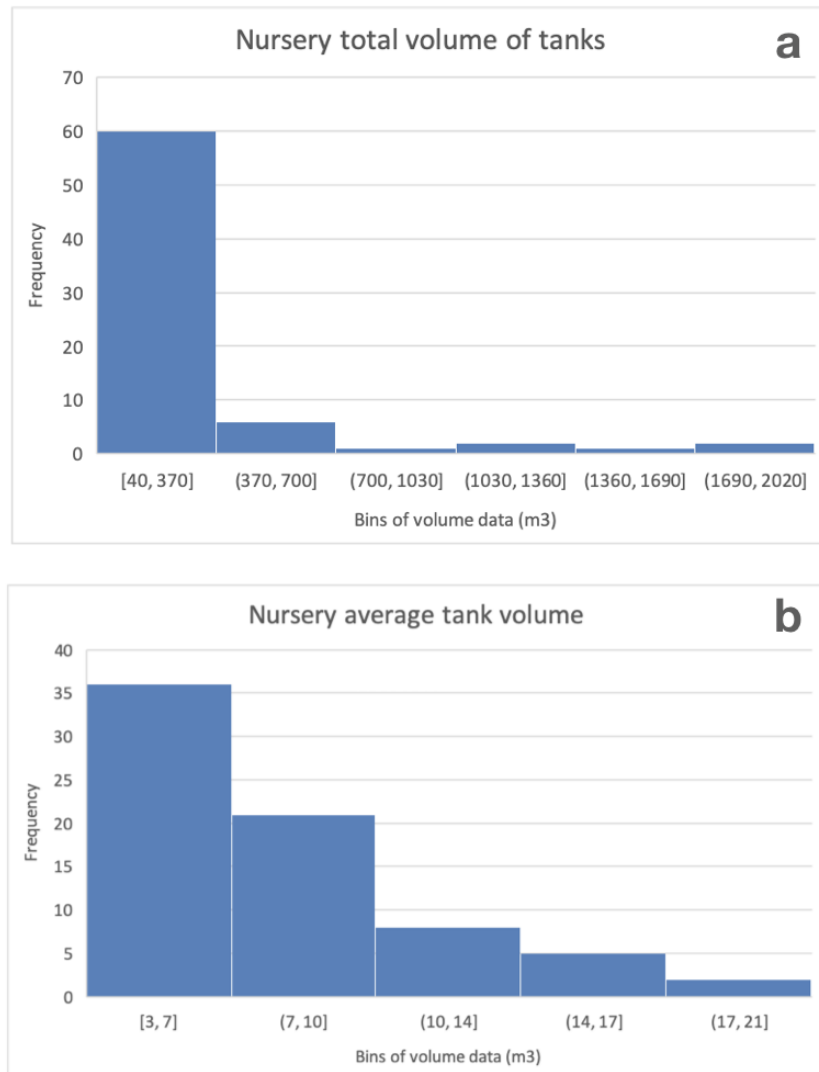 Nursery total volume of tanks
a
70
60
50
40
30
20
10
0
Frequency
[40, 370] (370, 700] (700, 1030] (1030, 1360] (1360, 1690] (1690, 2020]
Bins of volume data (m3)
Nursery average tank volume
b
40
35
30
25
20
15
10
5
0
Frequency
[3, 7] (7, 10] (10, 14] (14, 17] (17, 21]
Bins of volume data (m3)